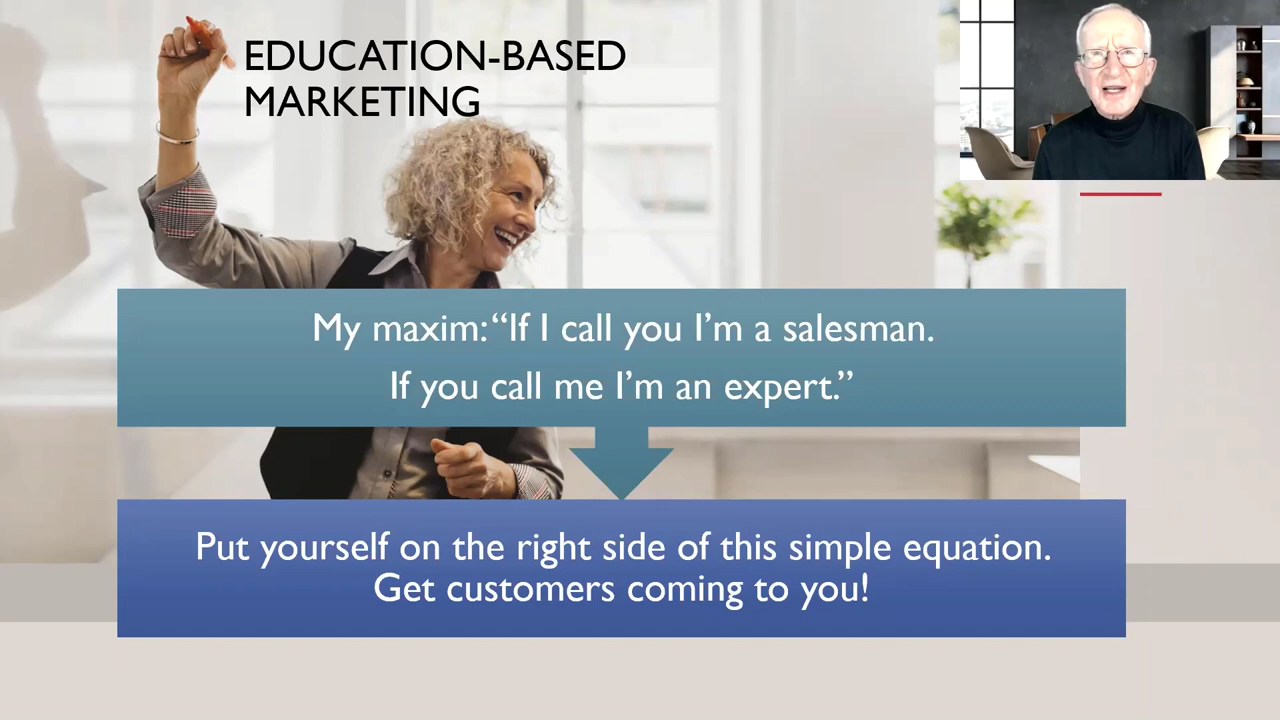 EDUCATION-BASED
MARKETING
My maxim: “If I call you I’m a salesman.
If you call me I’m an expert.”
Put yourself on the right side of this simple equation.
Get customers coming to you!